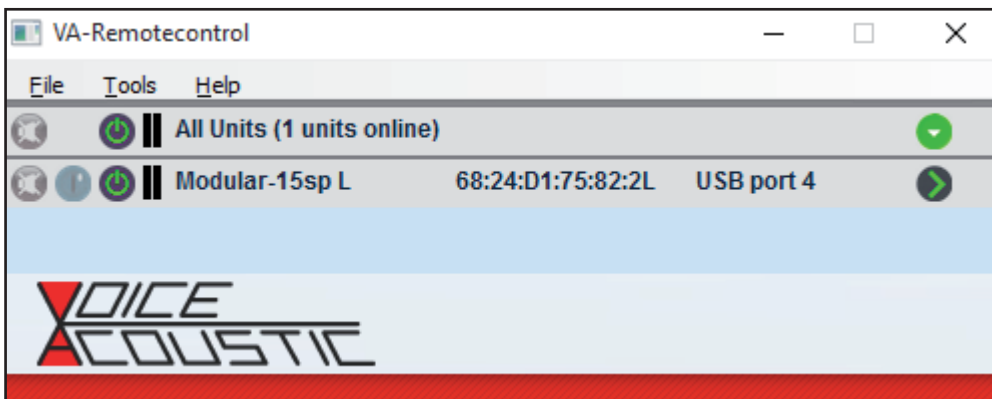 VA-Remotecontrol
File Tools Help
All Units (1 units online)
Modular-15sp L 68:24:D1:75:82:2L USB port 4
VOICE
ACOUSTIC